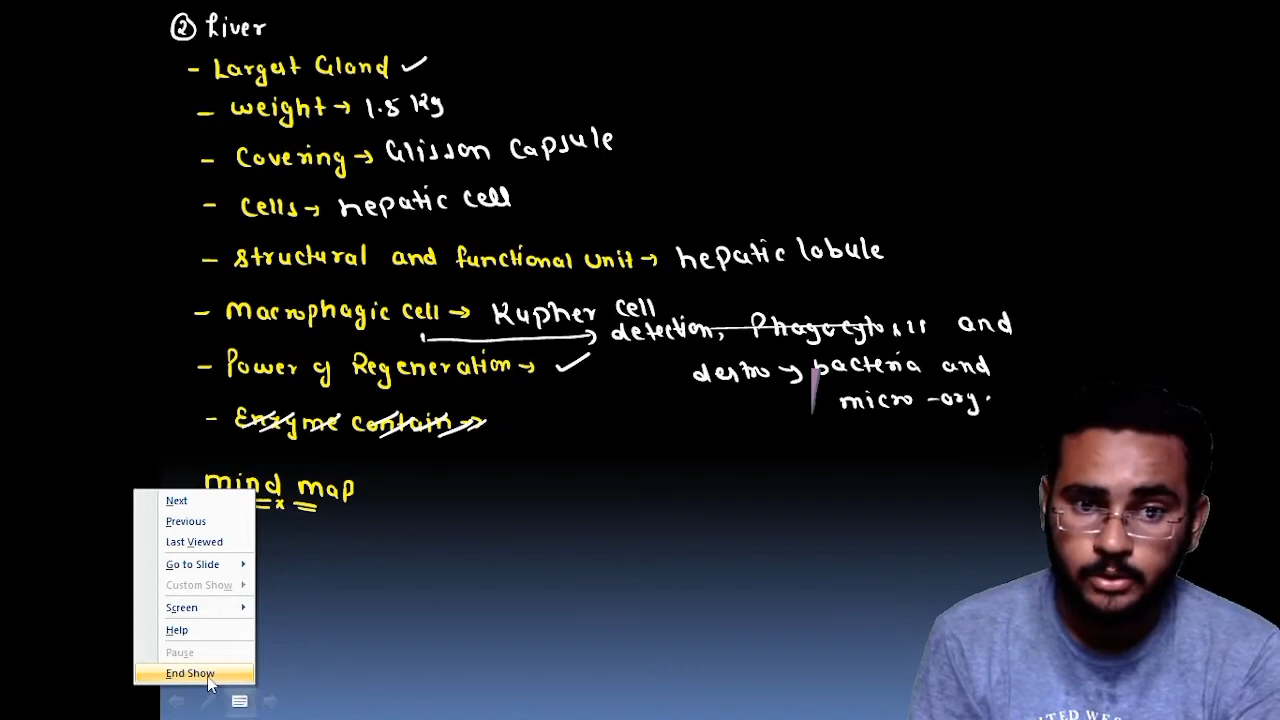 ② Liver
- Largest Gland ✓
- weight → 1.5 Kg
- Covering → Glisson capsule
- Cells → hepatic cell
- Structural and functional unit → hepatic lobule
- Macrophagic cell → Kupher cell
detection, Phagocytosis and
destroy bacteria and
micro-org.
- Power of Regeneration → ✓
- Enzyme contain →
mind map
Next
Previous
Last Viewed
Go to Slide
Custom Show
Screen
Help
Pause
End Show